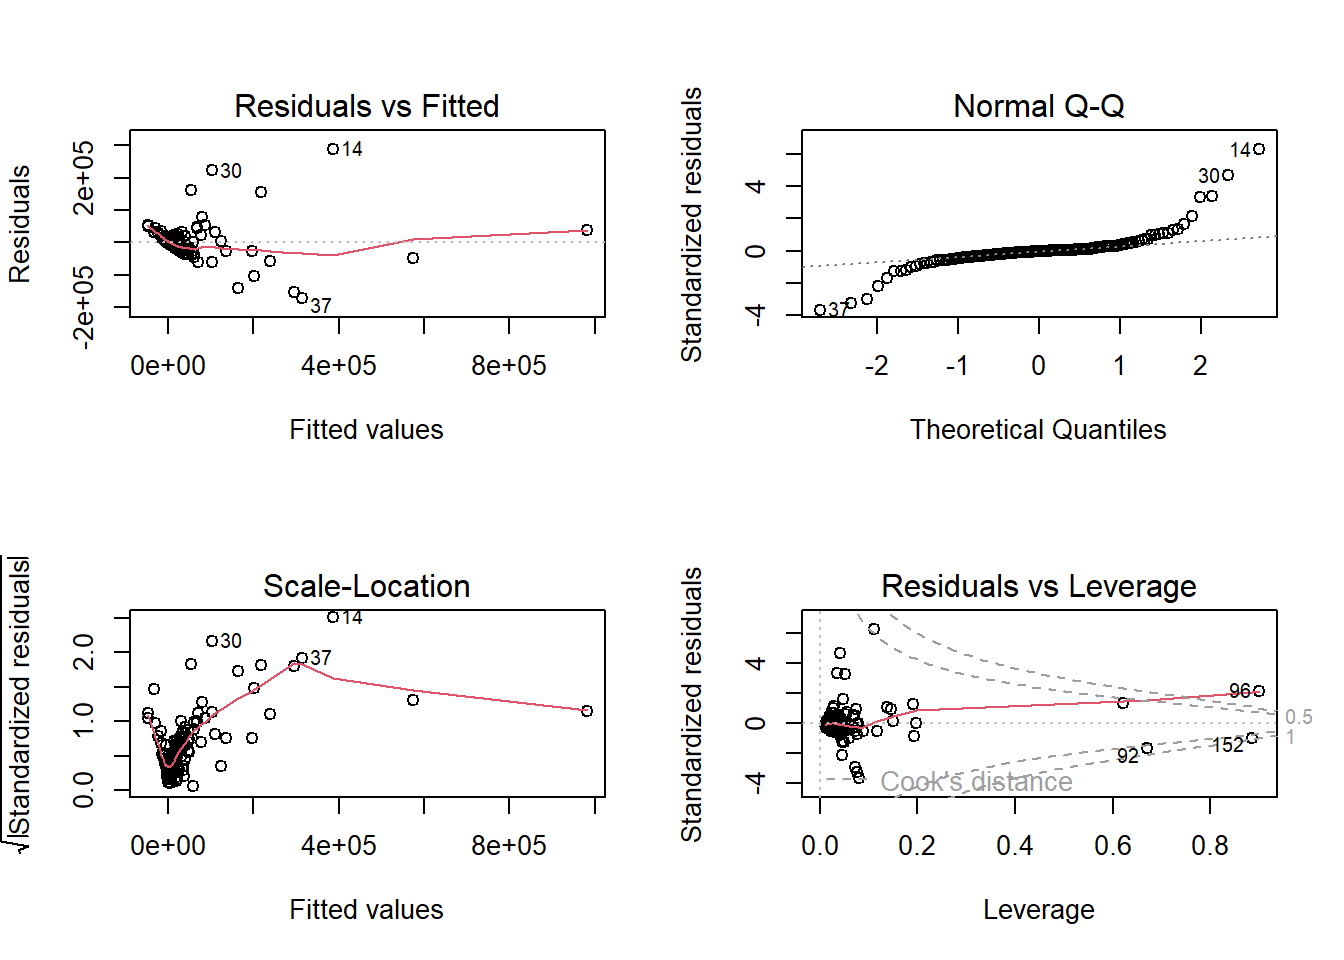 Residuals vs Fitted
Residuals
2e+05
-2e+05
14
30
37
0e+00 4e+05 8e+05
Fitted values
Normal Q-Q
Standardized residuals
4
0
-4
14
30
37
-2 -1 0 1 2
Theoretical Quantiles
Scale-Location
√|Standardized residuals|
2.0
1.0
0.0
14
30
37
0e+00 4e+05 8e+05
Fitted values
Residuals vs Leverage
Standardized residuals
4
0
-4
96
0.5
1
152
92
Cook's distance
0.0 0.2 0.4 0.6 0.8
Leverage